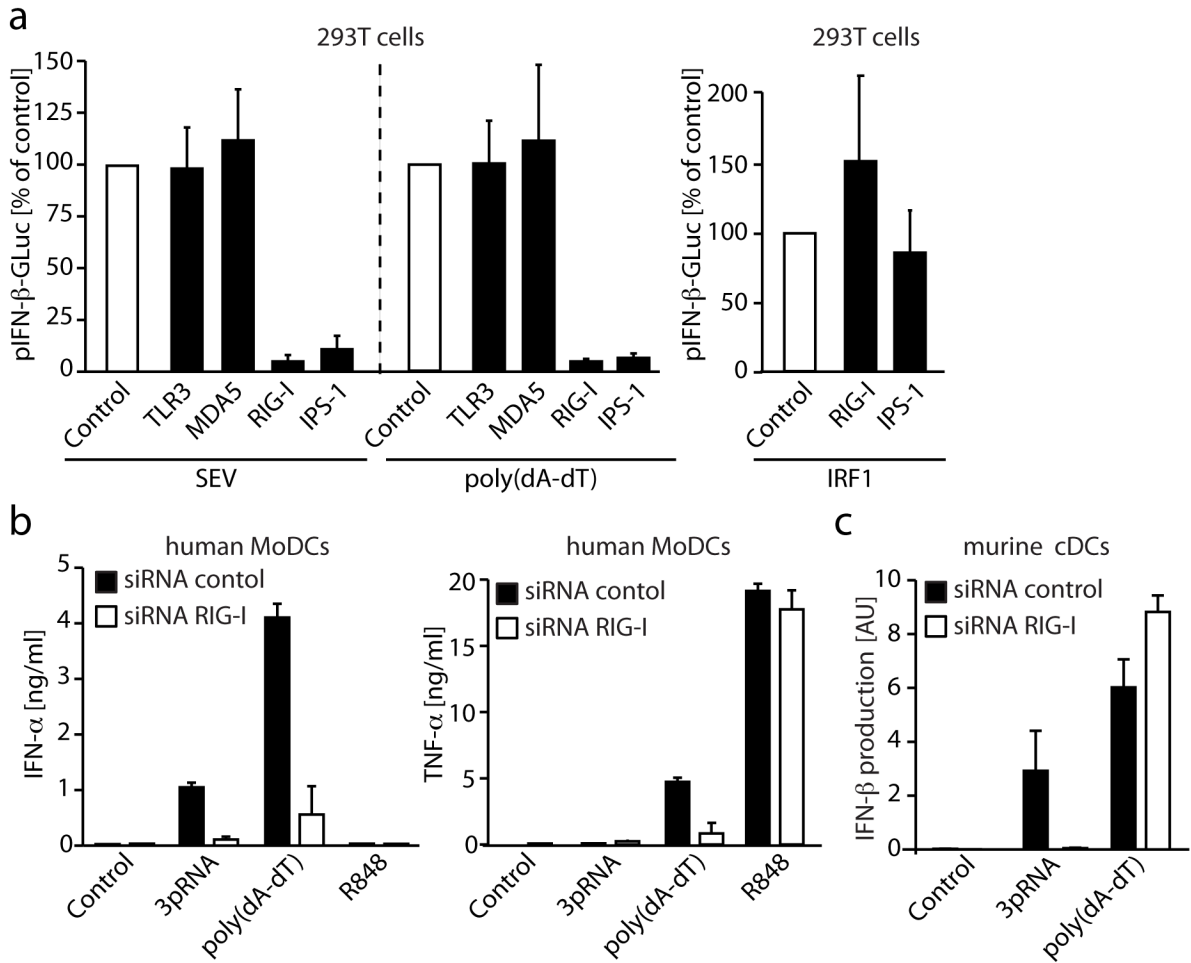 a
293T cells
293T cells
pIFN-β-GLuc [% of control]
150
125
100
75
50
25
0
Control
TLR3
MDA5
RIG-I
IPS-1
Control
TLR3
MDA5
RIG-I
IPS-1
SEV
poly(dA-dT)
pIFN-β-GLuc [% of control]
200
150
100
50
0
Control
RIG-I
IPS-1
IRF1
b
human MoDCs
siRNA contol
siRNA RIG-I
IFN-α [ng/ml]
5
4
3
2
1
0
Control
3pRNA
poly(dA-dT)
R848
human MoDCs
siRNA contol
siRNA RIG-I
TNF-α [ng/ml]
20
15
10
5
0
Control
3pRNA
poly(dA-dT)
R848
c
murine cDCs
siRNA control
siRNA RIG-I
IFN-β production [AU]
10
8
6
4
2
0
Control
3pRNA
poly(dA-dT)